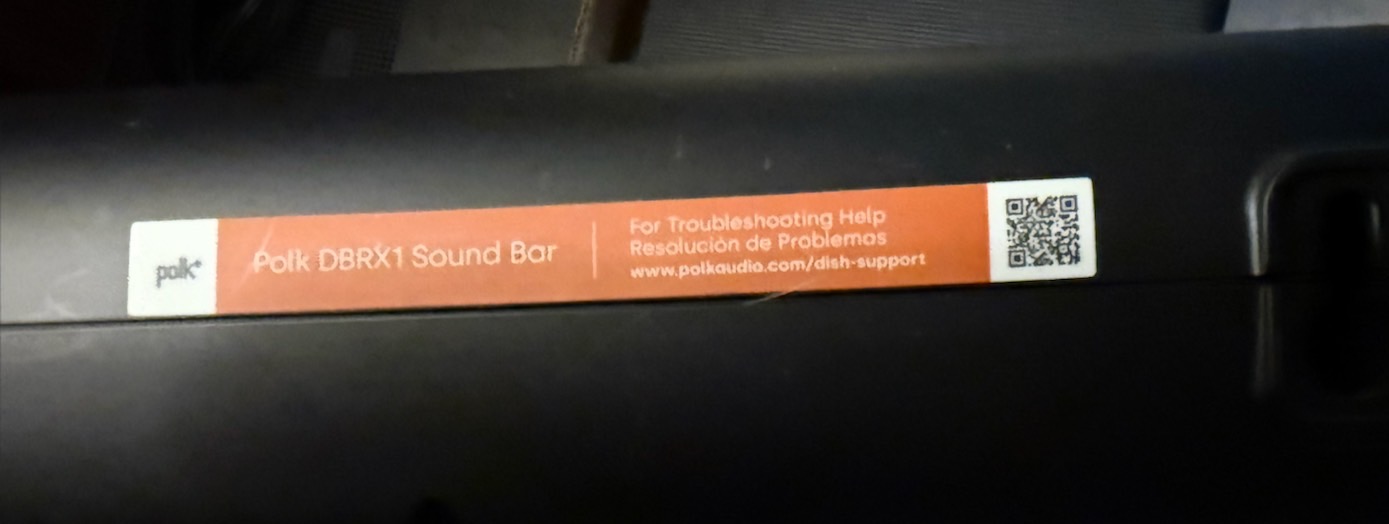 polk
Polk DBRX1 Sound Bar
For Troubleshooting Help
Resolución de Problemas
www.polkaudio.com/dish-support